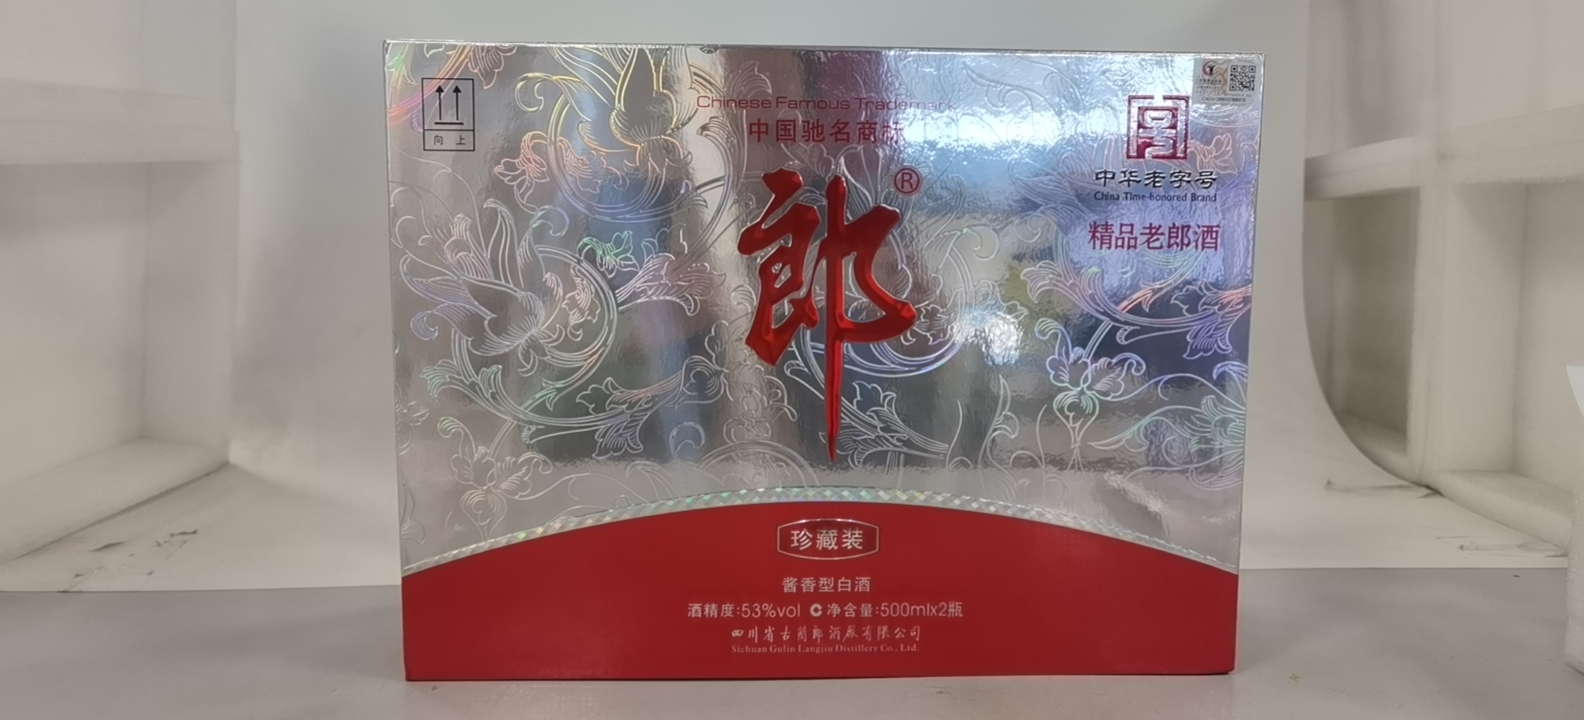 向 上
Chinese Famous Trademark
中国驰名商标
郎®
中华老字号
China Time-honored Brand
精品老郎酒
珍藏装
酱香型白酒
酒精度:53%vol C 净含量:500mlx2瓶
四川省古蔺郎酒厂有限公司
Sichuan Gulin Langjiu Distillery Co., Ltd.